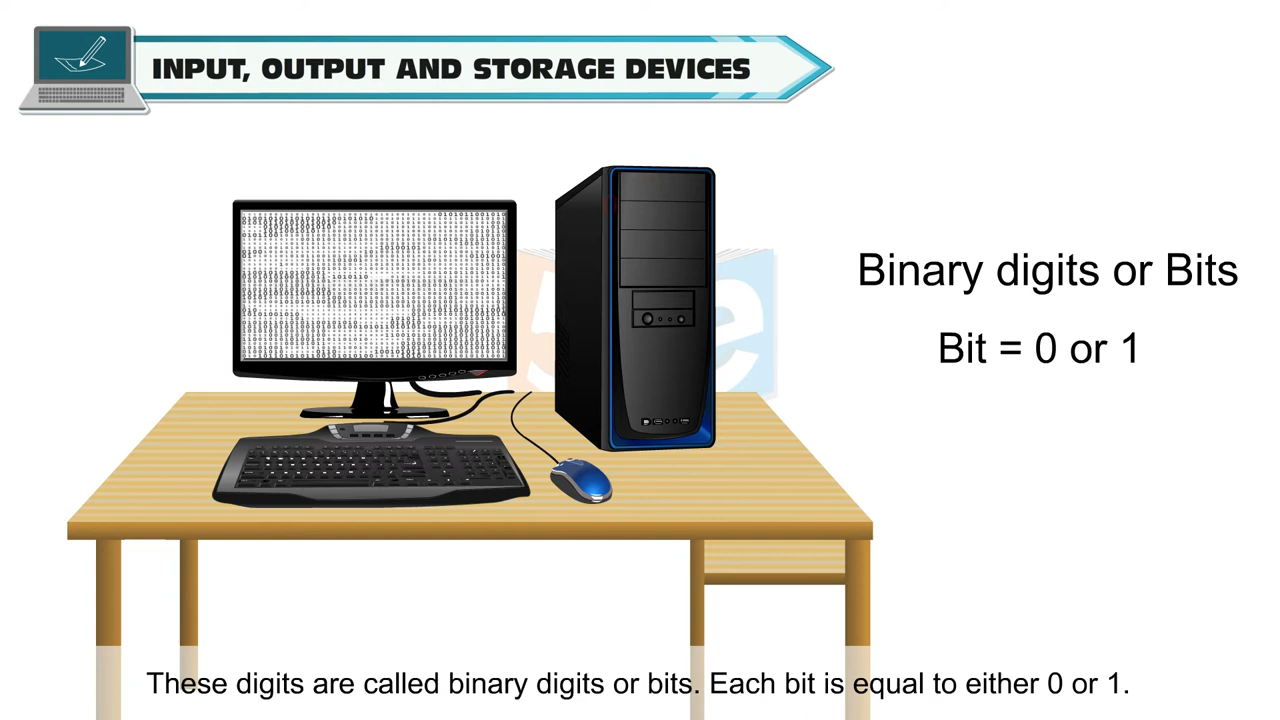 INPUT, OUTPUT AND STORAGE DEVICES
Binary digits or Bits
Bit = 0 or 1
These digits are called binary digits or bits. Each bit is equal to either 0 or 1.